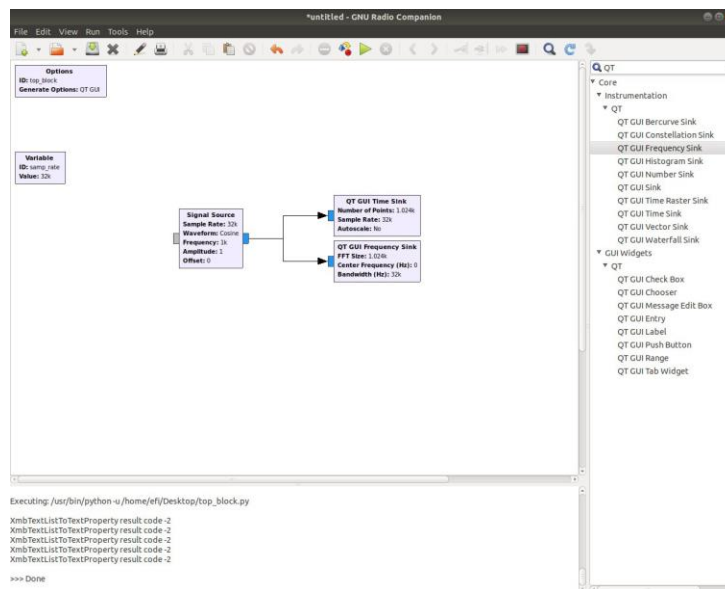 *untitled - GNU Radio Companion
File Edit View Run Tools Help
Options
ID: top_block
Generate Options: QT GUI
Variable
ID: samp_rate
Value: 32k
Signal Source
Sample Rate: 32k
Waveform: Cosine
Frequency: 1k
Amplitude: 1
Offset: 0
QT GUI Time Sink
Number of Points: 1.024k
Sample Rate: 32k
Autoscale: No
QT GUI Frequency Sink
FFT Size: 1.024k
Center Frequency (Hz): 0
Bandwidth (Hz): 32k
QT
Core
Instrumentation
QT
QT GUI Bercurve Sink
QT GUI Constellation Sink
QT GUI Frequency Sink
QT GUI Histogram Sink
QT GUI Number Sink
QT GUI Sink
QT GUI Time Raster Sink
QT GUI Time Sink
QT GUI Vector Sink
QT GUI Waterfall Sink
GUI Widgets
QT
QT GUI Check Box
QT GUI Chooser
QT GUI Message Edit Box
QT GUI Entry
QT GUI Label
QT GUI Push Button
QT GUI Range
QT GUI Tab Widget
Executing: /usr/bin/python -u /home/efi/Desktop/top_block.py
XmbTextListToTextProperty result code -2
XmbTextListToTextProperty result code -2
XmbTextListToTextProperty result code -2
XmbTextListToTextProperty result code -2
XmbTextListToTextProperty result code -2
>>> Done